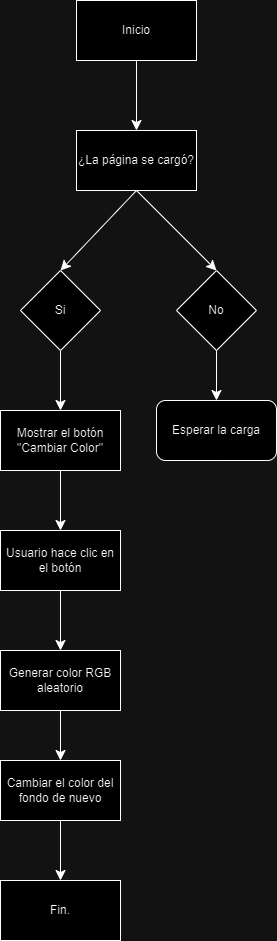 Inicio
¿La página se cargó?
Si
No
Mostrar el botón
"Cambiar Color"
Esperar la carga
Usuario hace clic en
el botón
Generar color RGB
aleatorio
Cambiar el color del
fondo de nuevo
Fin.